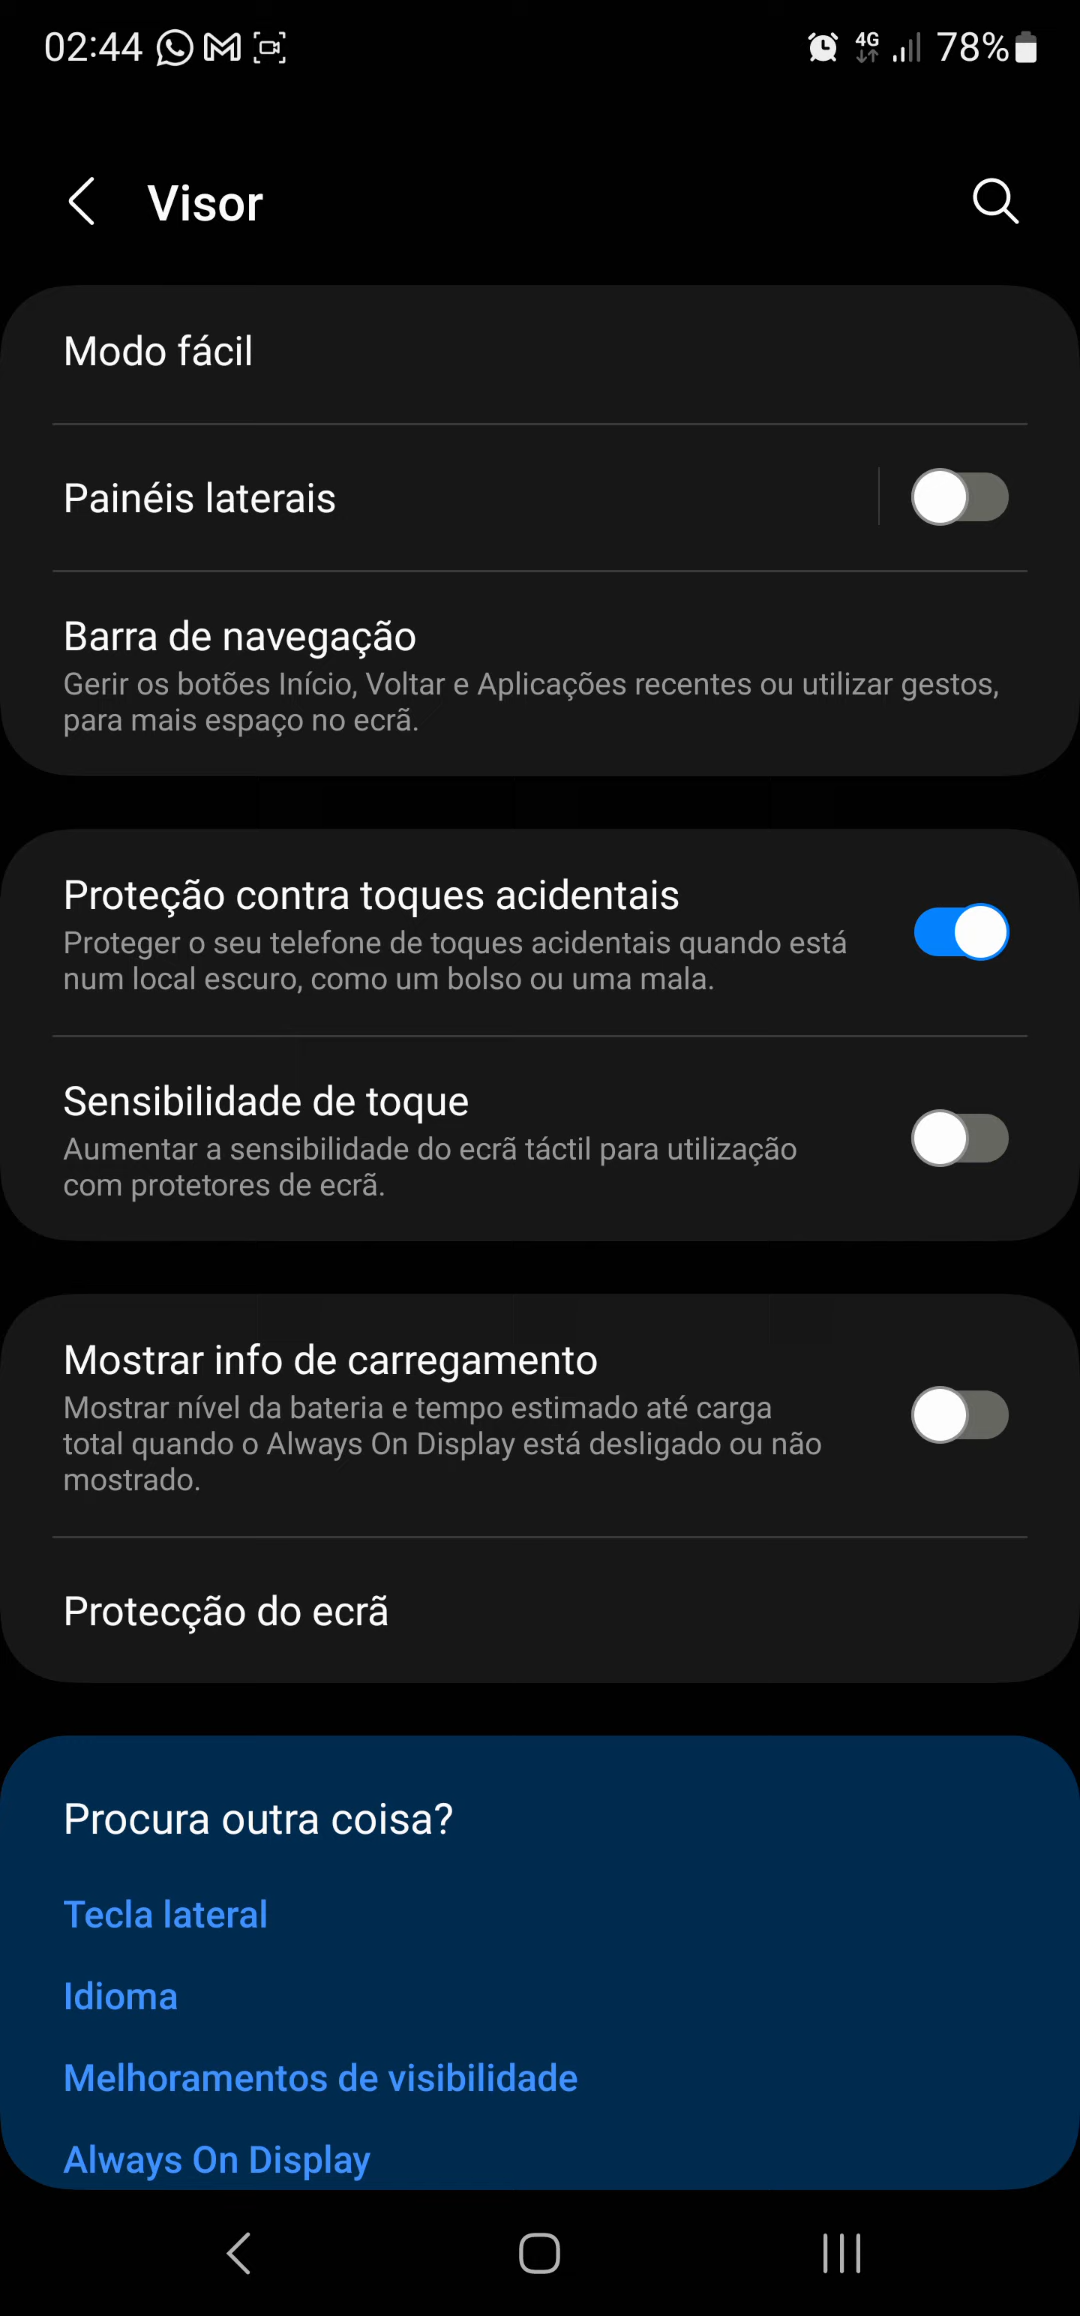 02:44
4G
78%
Visor
Modo fácil
Painéis laterais
Barra de navegação
Gerir os botões Início, Voltar e Aplicações recentes ou utilizar gestos,
para mais espaço no ecrã.
Proteção contra toques acidentais
Proteger o seu telefone de toques acidentais quando está
num local escuro, como um bolso ou uma mala.
Sensibilidade de toque
Aumentar a sensibilidade do ecrã táctil para utilização
com protetores de ecrã.
Mostrar info de carregamento
Mostrar nível da bateria e tempo estimado até carga
total quando o Always On Display está desligado ou não
mostrado.
Protecção do ecrã
Procura outra coisa?
Tecla lateral
Idioma
Melhoramentos de visibilidade
Always On Display